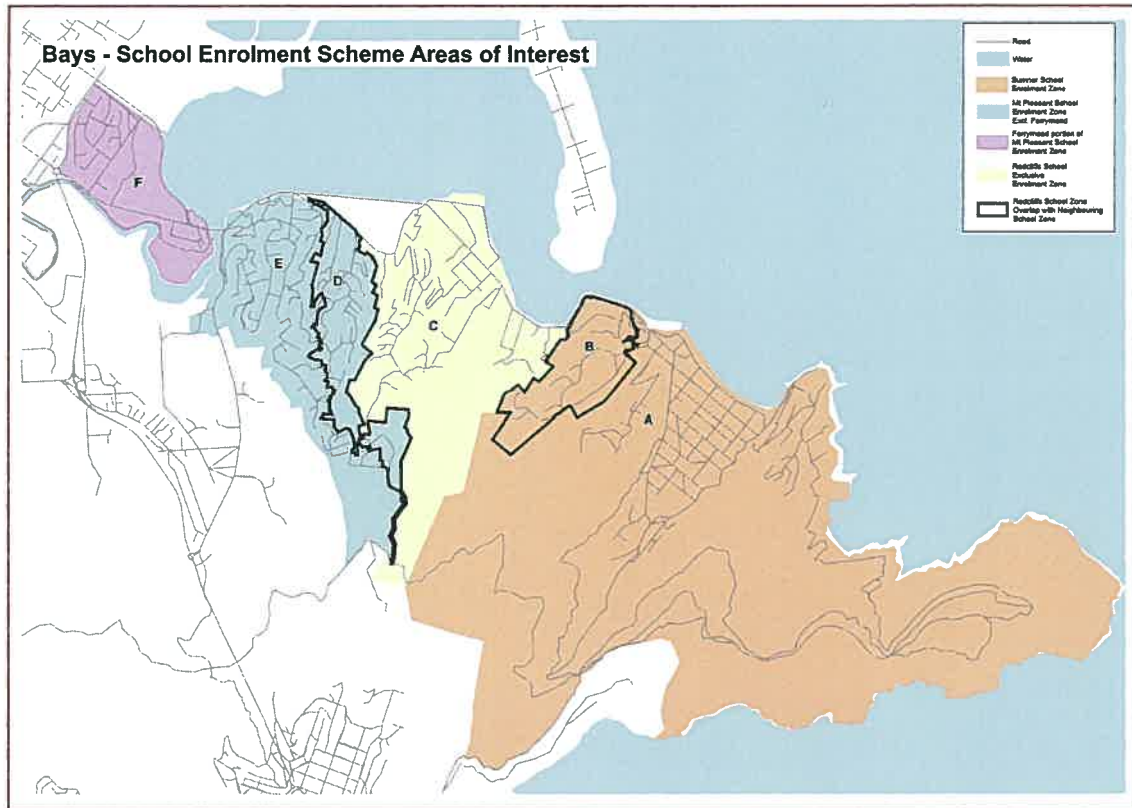 Bays - School Enrolment Scheme Areas of Interest
Road
Water
Sumner School
Enrolment Zone
Mt Pleasant School
Enrolment Zone
Excl. Ferrymead
Ferrymead portion of
Mt Pleasant School
Enrolment Zone
Redcliffs School
Exclusive
Enrolment Zone
Redcliffs School Zone
Overlap with Neighbouring
School Zone
F
E
D
C
B
A